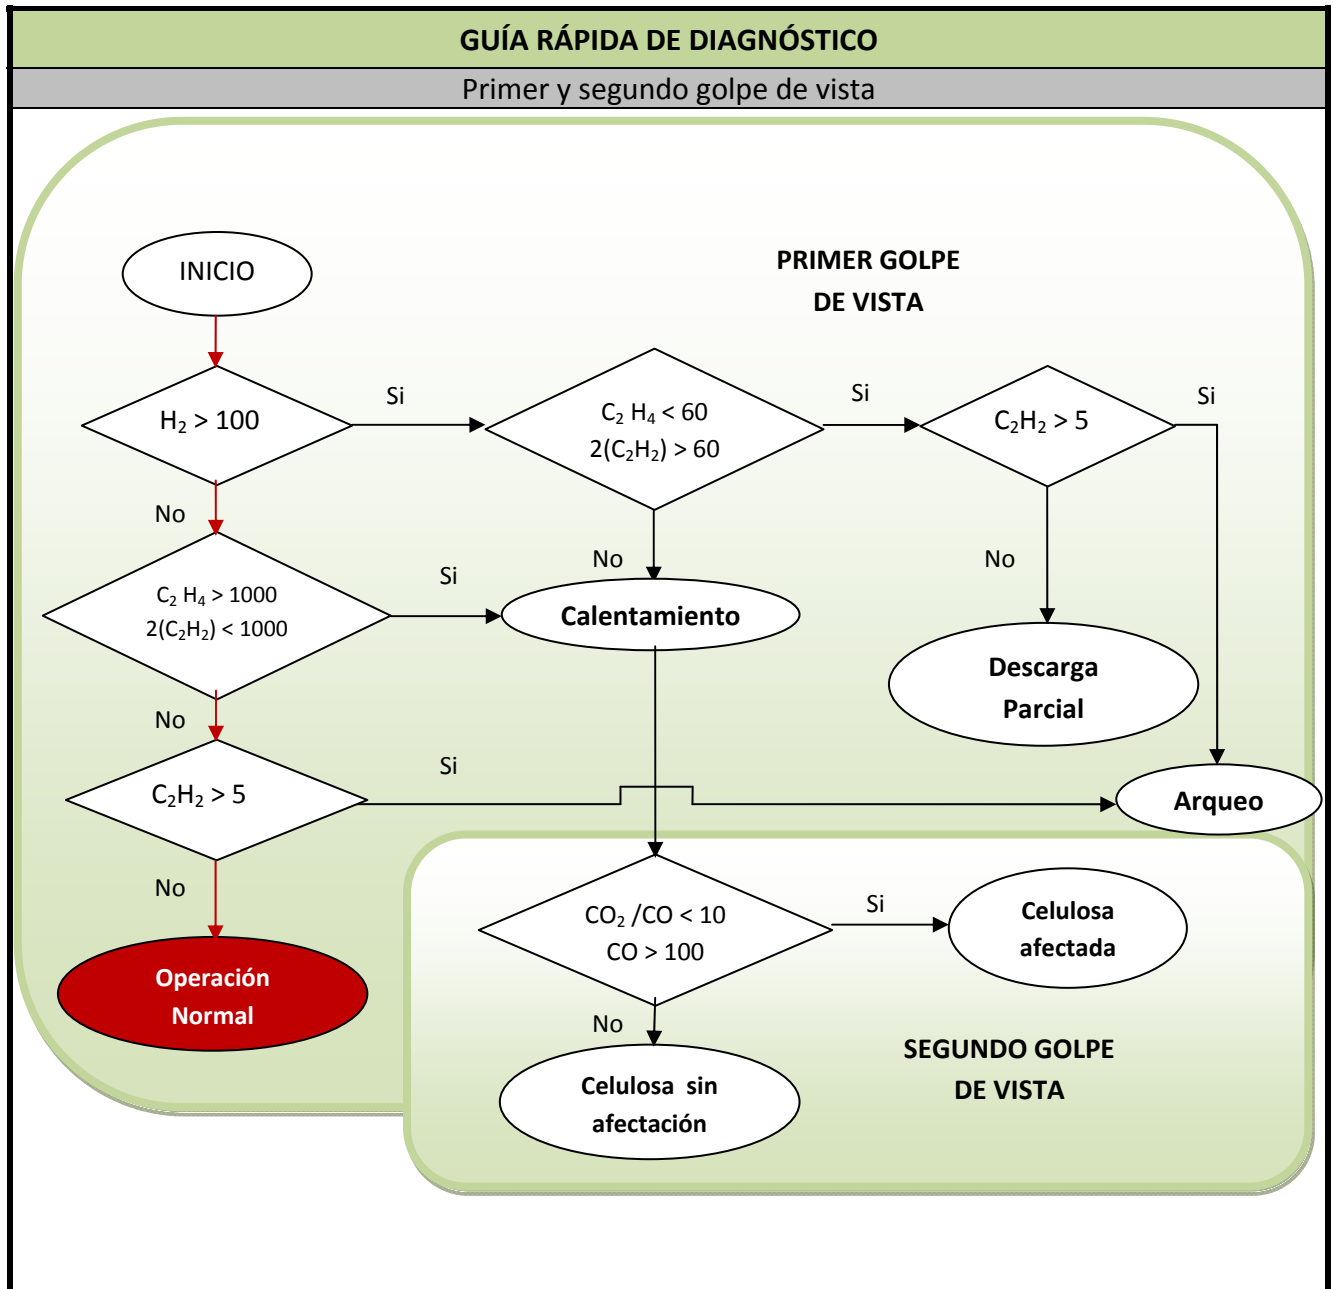 GUÍA RÁPIDA DE DIAGNÓSTICO
Primer y segundo golpe de vista
INICIO
PRIMER GOLPE
DE VISTA
H₂ > 100
Si
C₂ H₄ < 60
2(C₂H₂) > 60
Si
C₂H₂ > 5
Si
No
C₂ H₄ > 1000
2(C₂H₂) < 1000
Si
No
Calentamiento
No
Descarga
Parcial
No
C₂H₂ > 5
Si
Arqueo
No
Operación
Normal
CO₂ /CO < 10
CO > 100
Si
Celulosa
afectada
No
Celulosa sin
afectación
SEGUNDO GOLPE
DE VISTA